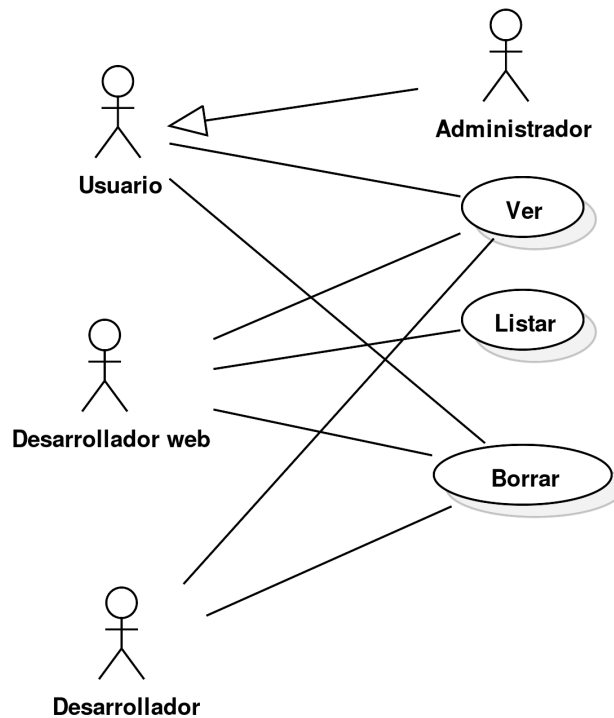 Administrador
Usuario
Ver
Listar
Desarrollador web
Borrar
Desarrollador